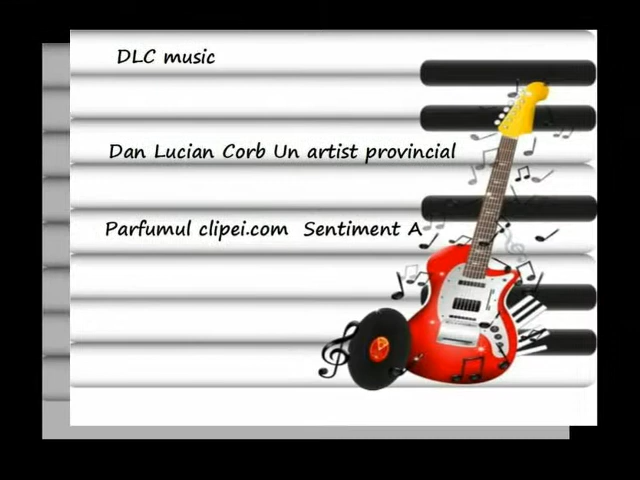 DLC music
Dan Lucian Corb Un artist provincial
Parfumul clipei.com Sentiment A